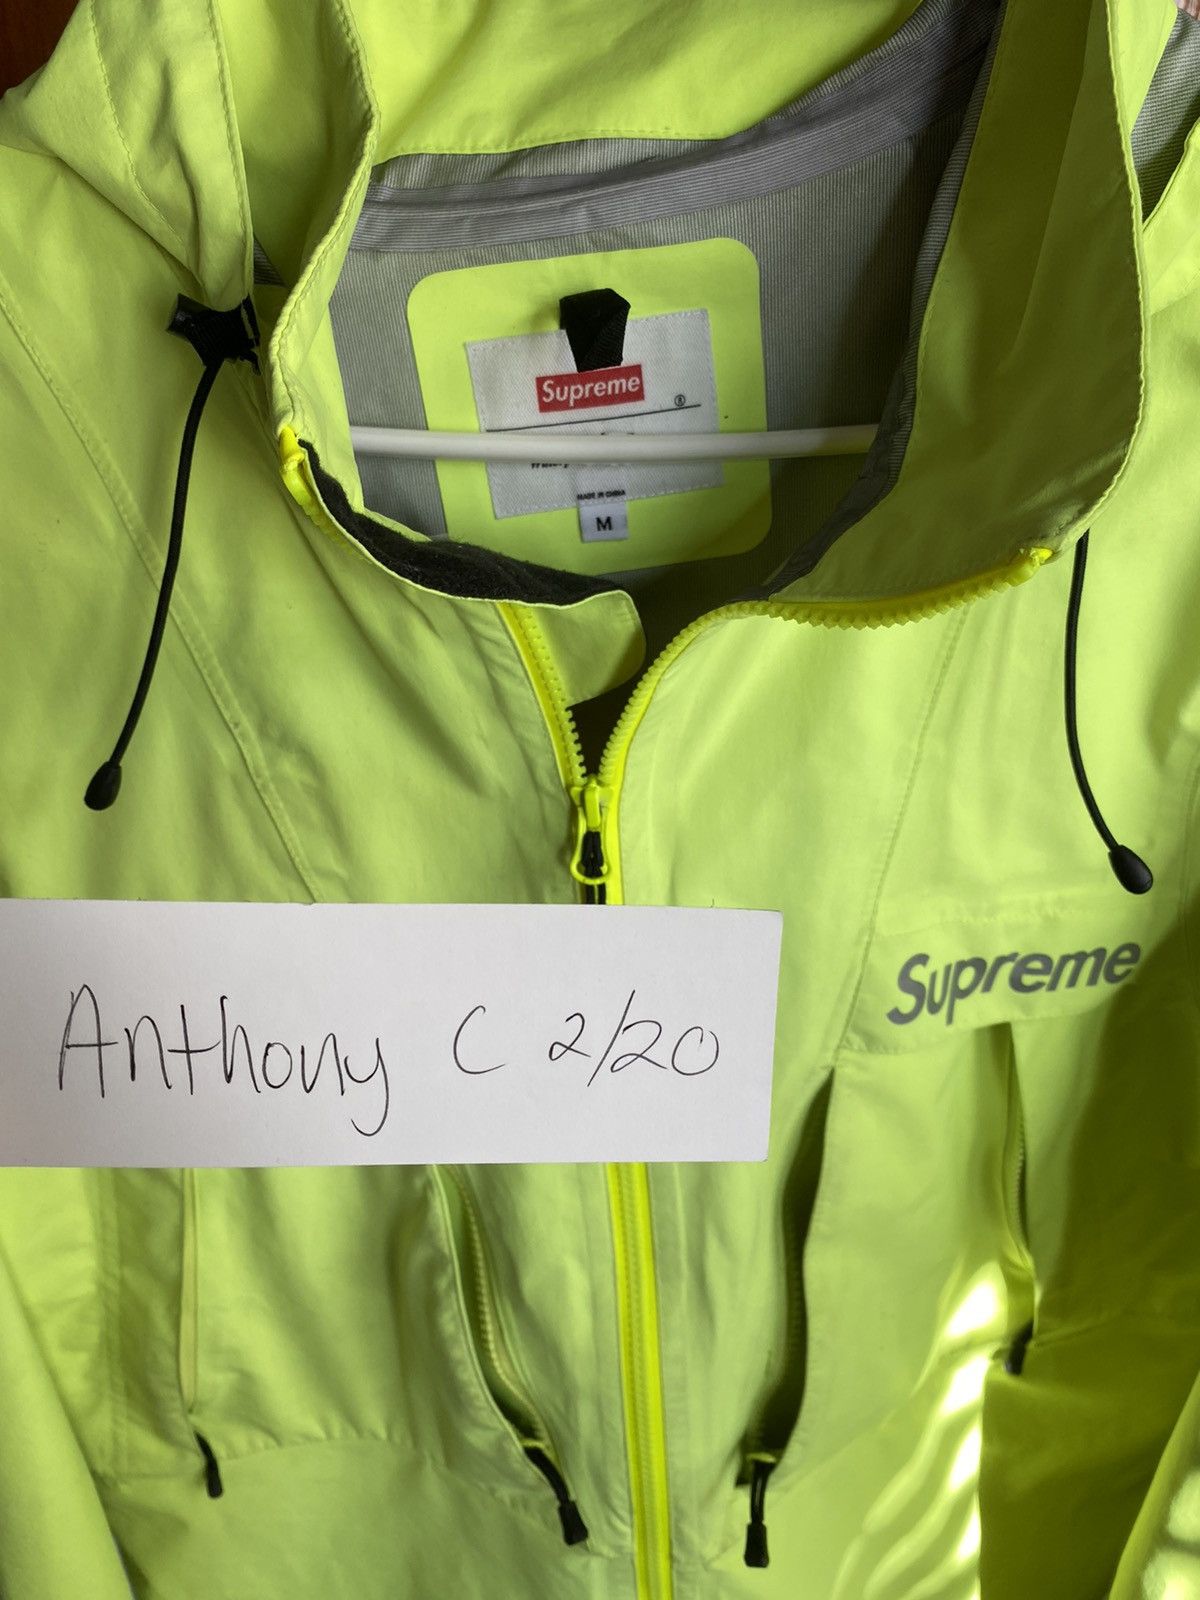 Supreme
®
MADE IN CHINA
M
Supreme
Anthony C 2/20